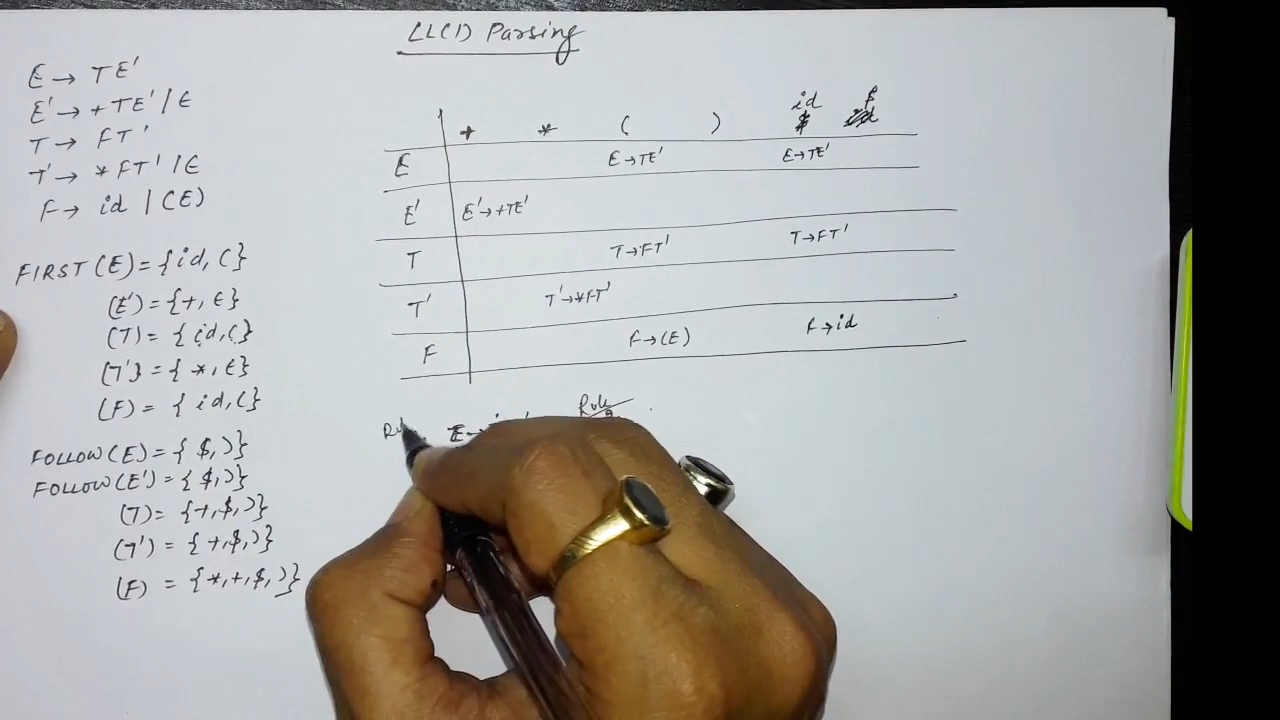 LL(1) Parsing
E → TE'
E' → +TE' / ϵ
T → FT'
T' → *FT' / ϵ
F → id | (E)
FIRST(E) = {id, (}
(E') = {+, ϵ}
(T) = {id, (}
(T') = {*, ϵ}
(F) = {id, (}
FOLLOW(E) = {$, )}
FOLLOW(E') = {$, )}
(T) = {+, $, )}
(T') = {+, $, )}
(F) = {*, +, $, )}
+ * ( ) id $
E E→TE' E→TE'
E' E'→+TE'
T T→FT' T→FT'
T' T'→*FT'
F F→(E) F→id
Rule